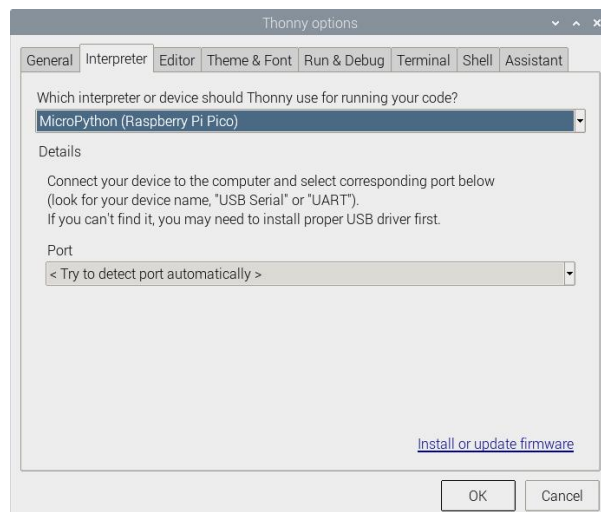 Thonny options
General Interpreter Editor Theme & Font Run & Debug Terminal Shell Assistant
Which interpreter or device should Thonny use for running your code?
MicroPython (Raspberry Pi Pico)
Details
Connect your device to the computer and select corresponding port below
(look for your device name, "USB Serial" or "UART").
If you can't find it, you may need to install proper USB driver first.
Port
< Try to detect port automatically >
Install or update firmware
OK Cancel